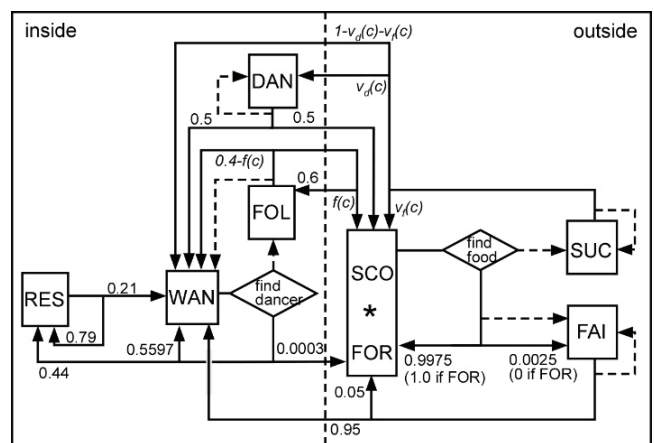 inside
outside
1-v_d(c)-v_f(c)
DAN
v_d(c)
0.5
0.5
0.4-f(c)
0.6
FOL
f(c)
v_f(c)
find
food
SUC
RES
0.21
WAN
find
dancer
SCO
*
FOR
FAI
0.79
0.5597
0.0003
0.9975
(1.0 if FOR)
0.0025
(0 if FOR)
0.44
0.05
0.95